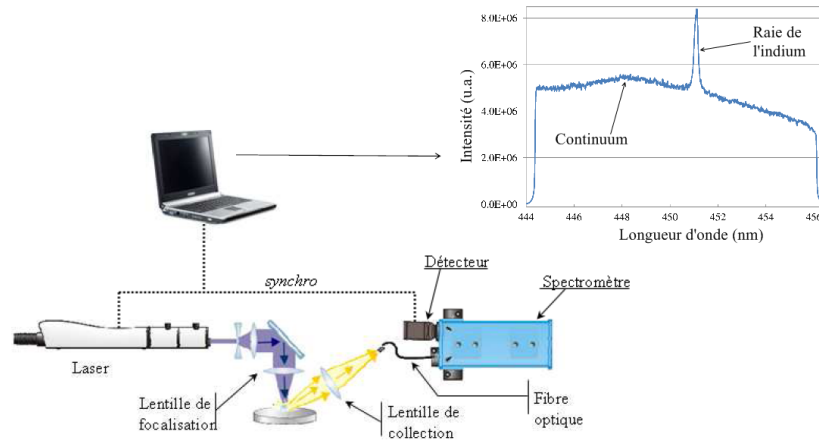 8.0E+06
6.0E+06
4.0E+06
2.0E+06
0.0E+00
Intensité (u.a.)
Raie de
l'indium
Continuum
444 446 448 450 452 454 456
Longueur d'onde (nm)
synchro
Détecteur
Spectromètre
Laser
Lentille de
focalisation
Lentille de
collection
Fibre
optique